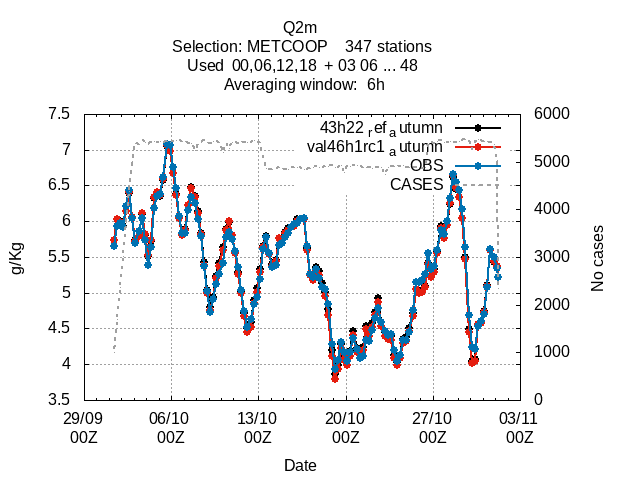 Q2m
Selection: METCOOP 347 stations
Used 00,06,12,18 + 03 06 ... 48
Averaging window: 6h
7.5
7
6.5
6
5.5
5
4.5
4
3.5
6000
5000
4000
3000
2000
1000
0
43h22 ref autumn
val46h1rc1 autumn
OBS
CASES
g/Kg
No cases
29/09 06/10 13/10 20/10 27/10 03/11
00Z 00Z 00Z 00Z 00Z 00Z
Date